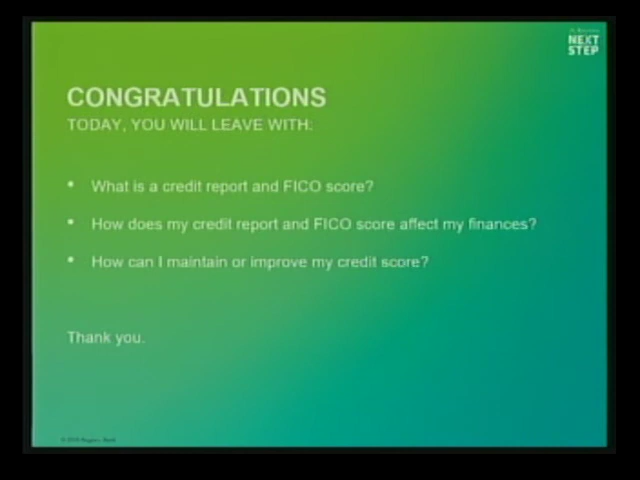 NEXT
STEP
CONGRATULATIONS
TODAY, YOU WILL LEAVE WITH:
• What is a credit report and FICO score?
• How does my credit report and FICO score affect my finances?
• How can I maintain or improve my credit score?
Thank you.